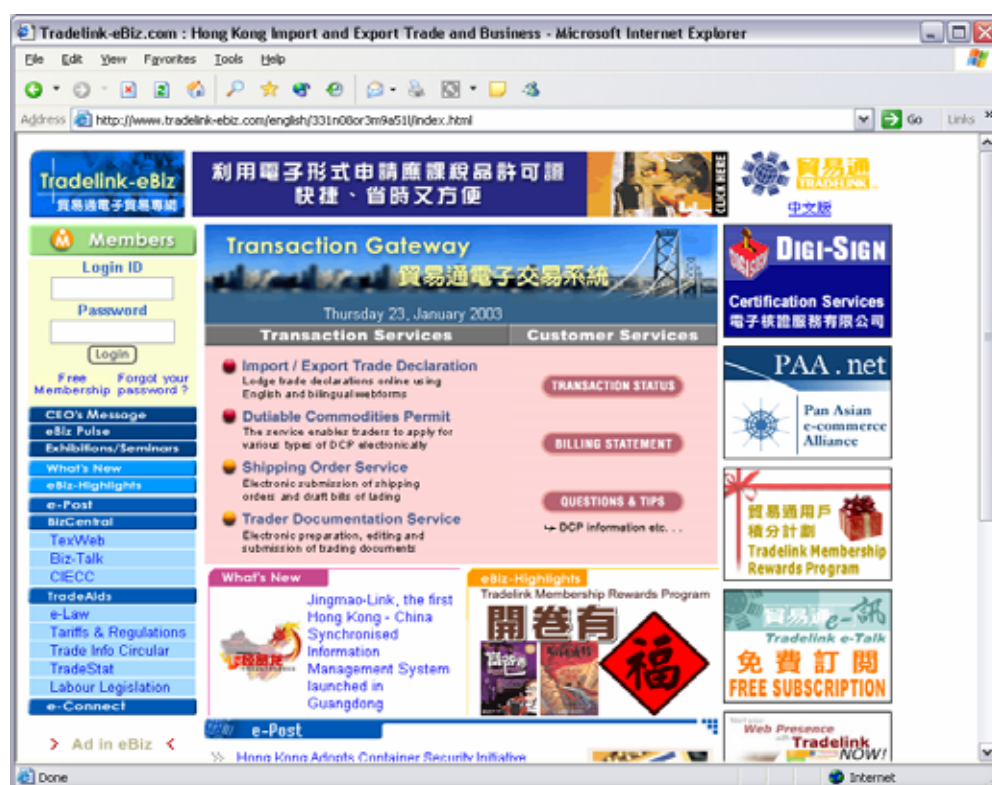 Tradelink-eBiz.com : Hong Kong Import and Export Trade and Business - Microsoft Internet Explorer
File Edit View Favorites Tools Help
Address http://www.tradelink-ebiz.com/english/331n08or3m9a51l/index.html Go Links
Tradelink-eBiz
貿易通電子貿易專網
利用電子形式申請應課稅品許可證
快捷、省時又方便
CLICK HERE
貿易通
TRADELINK
中文版
Members
Login ID
Password
Login
Free Membership
Forgot your password ?
CEO's Message
eBiz Pulse
Exhibitions/Seminars
What's New
eBiz-Highlights
e-Post
BizCentral
TexWeb
Biz-Talk
CIECC
TradeAids
e-Law
Tariffs & Regulations
Trade Info Circular
TradeStat
Labour Legislation
e-Connect
Ad in eBiz
Transaction Gateway
貿易通電子交易系統
Thursday 23, January 2003
Transaction Services
Customer Services
Import / Export Trade Declaration
Lodge trade declarations online using
English and bilingual webforms
Dutiable Commodities Permit
The service enables traders to apply for
various types of DCP electronically
Shipping Order Service
Electronic submission of shipping
orders and draft bills of lading
Trader Documentation Service
Electronic preparation, editing and
submission of trading documents
TRANSACTION STATUS
BILLING STATEMENT
QUESTIONS & TIPS
DCP information etc. . .
What's New
Jingmao-Link, the first
Hong Kong - China
Synchronised
Information
Management System
launched in
Guangdong
eBiz-Highlights
Tradelink Membership Rewards Program
開卷有
福
e-Post
Hong Kong Adopts Container Security Initiative
DIGI-SIGN
Certification Services
電子核證服務有限公司
PAA . net
Pan Asian
e-commerce
Alliance
貿易通用戶
積分計劃
Tradelink Membership
Rewards Program
貿易通e-訊
Tradelink e-Talk
免費訂閱
FREE SUBSCRIPTION
Web Presence
with Tradelink
NOW!
Done
Internet